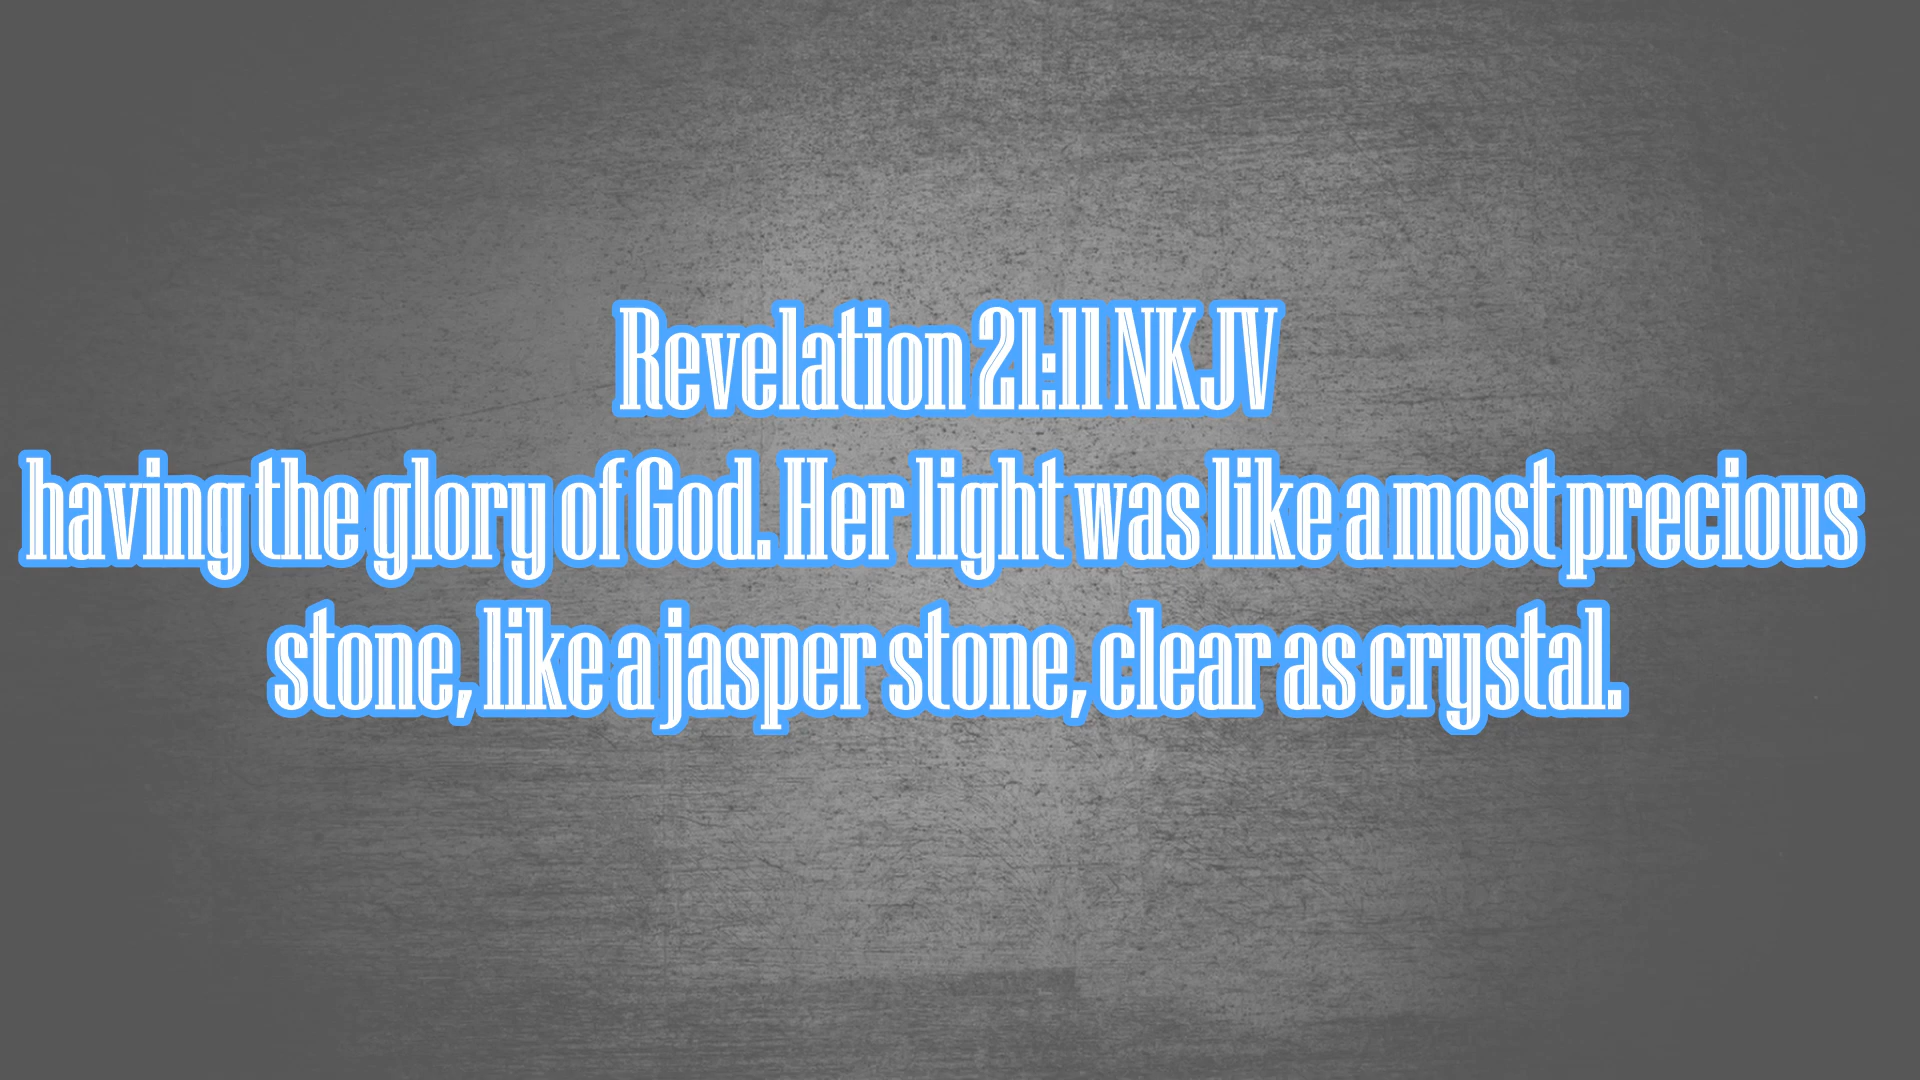 Revelation 21:11 NKJV
having the glory of God. Her light was like a most precious
stone, like a jasper stone, clear as crystal.